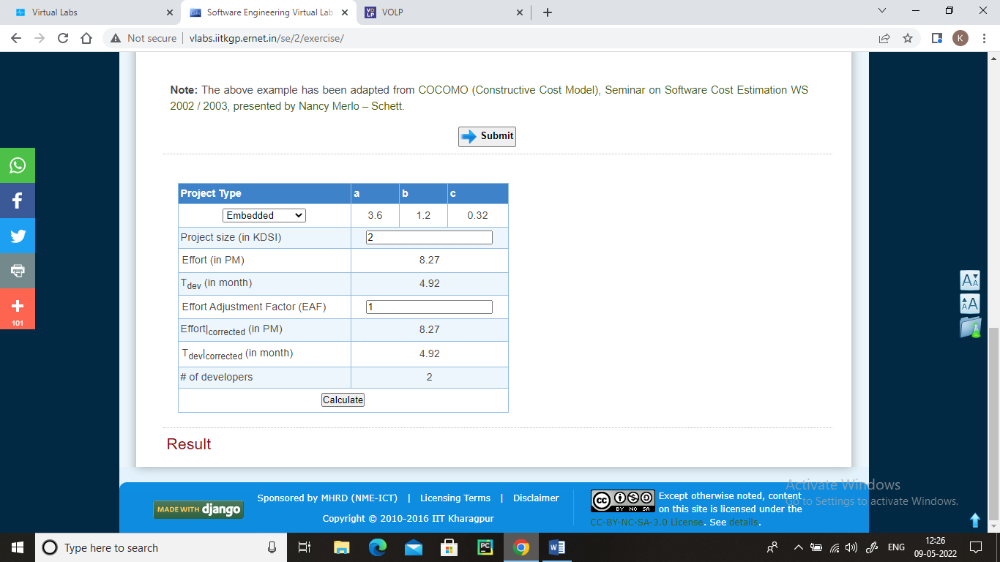 Virtual Labs
Software Engineering Virtual Lab
VOLP
Not secure
vlabs.iitkgp.ernet.in/se/2/exercise/
K
Note: The above example has been adapted from COCOMO (Constructive Cost Model), Seminar on Software Cost Estimation WS
2002 / 2003, presented by Nancy Merlo – Schett.
Submit
Project Type a b c
Embedded 3.6 1.2 0.32
Project size (in KDSI) 2
Effort (in PM) 8.27
Tdev (in month) 4.92
Effort Adjustment Factor (EAF) 1
Effort|corrected (in PM) 8.27
Tdev|corrected (in month) 4.92
# of developers 2
Calculate
101
Result
MADE WITH django
Sponsored by MHRD (NME-ICT) | Licensing Terms | Disclaimer
Copyright © 2010-2016 IIT Kharagpur
cc BY NC SA
Except otherwise noted, content
on this site is licensed under the
CC-BY-NC-SA-3.0 License. See details.
Activate Windows
Go to Settings to activate Windows.
Type here to search
ENG
12:26
09-05-2022